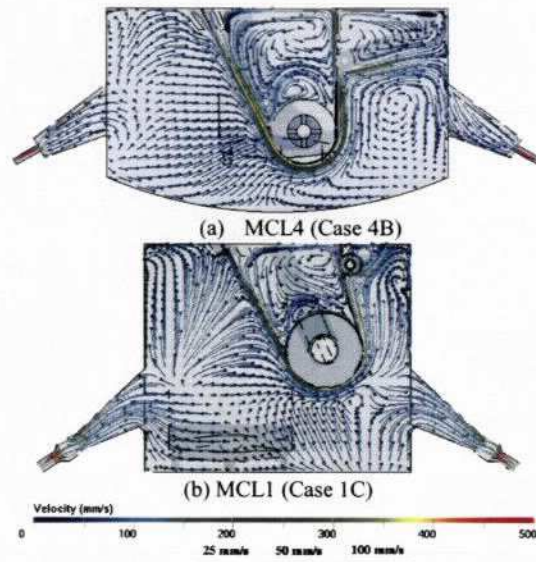 (a) MCL4 (Case 4B)
(b) MCL1 (Case 1C)
Velocity (mm/s)
0 100 200 300 400 500
25 mm/s 50 mm/s 100 mm/s